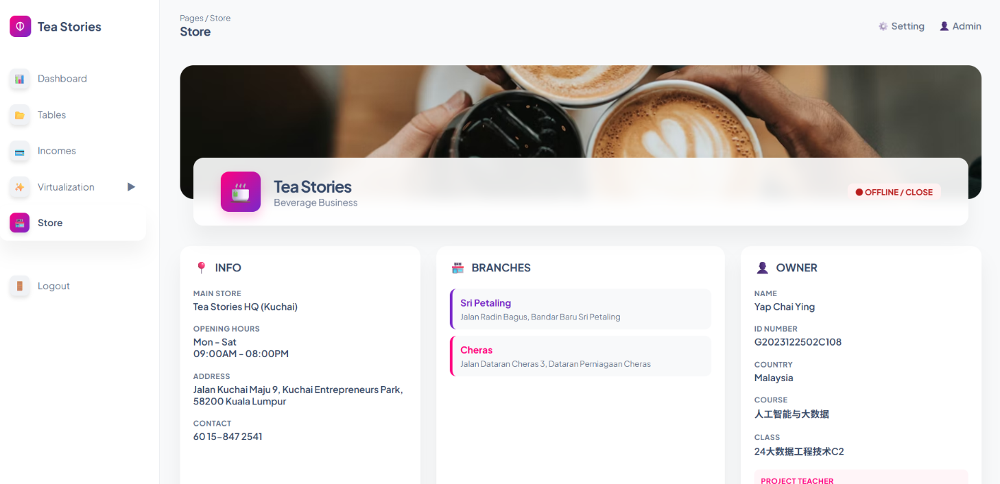 Tea Stories
Dashboard
Tables
Incomes
Virtualization
Store
Logout
Pages / Store
Store
Setting
Admin
Tea Stories
Beverage Business
OFFLINE / CLOSE
INFO
MAIN STORE
Tea Stories HQ (Kuchai)
OPENING HOURS
Mon - Sat
09:00AM - 08:00PM
ADDRESS
Jalan Kuchai Maju 9, Kuchai Entrepreneurs Park,
58200 Kuala Lumpur
CONTACT
60 15-847 2541
BRANCHES
Sri Petaling
Jalan Radin Bagus, Bandar Baru Sri Petaling
Cheras
Jalan Dataran Cheras 3, Dataran Perniagaan Cheras
OWNER
NAME
Yap Chai Ying
ID NUMBER
G2023122502C108
COUNTRY
Malaysia
COURSE
人工智能与大数据
CLASS
24大数据工程技术C2
PROJECT TEACHER